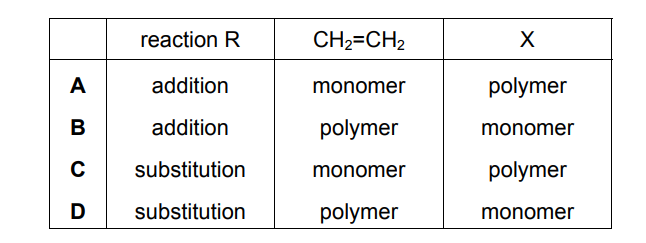 reaction R CH₂=CH₂ X
A addition monomer polymer
B addition polymer monomer
C substitution monomer polymer
D substitution polymer monomer